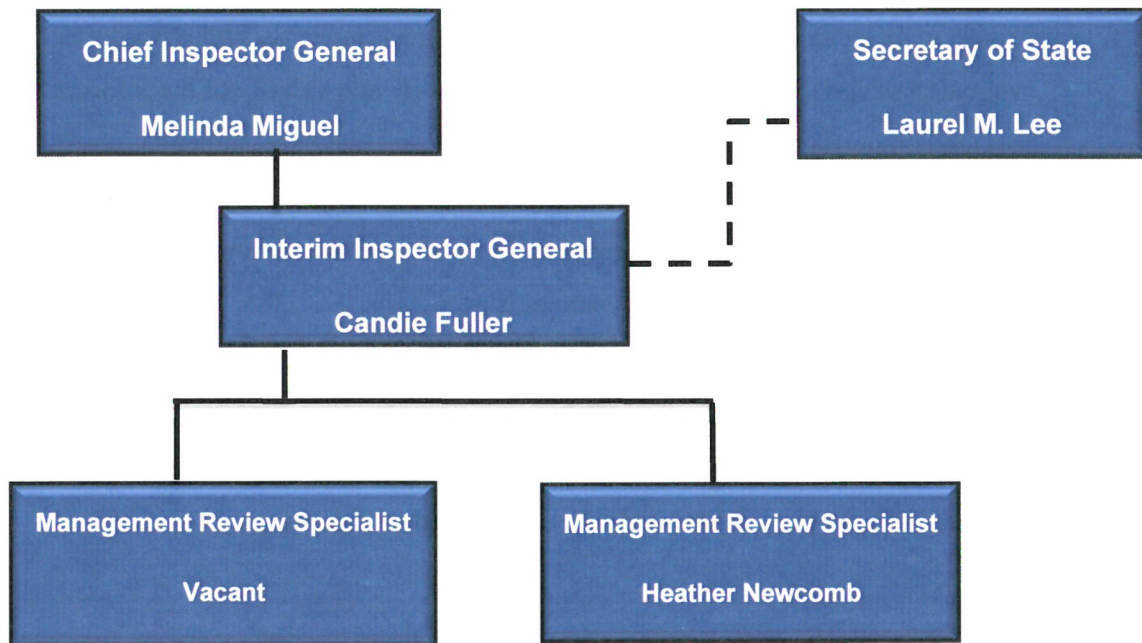 Chief Inspector General
Melinda Miguel
Secretary of State
Laurel M. Lee
Interim Inspector General
Candie Fuller
Management Review Specialist
Vacant
Management Review Specialist
Heather Newcomb